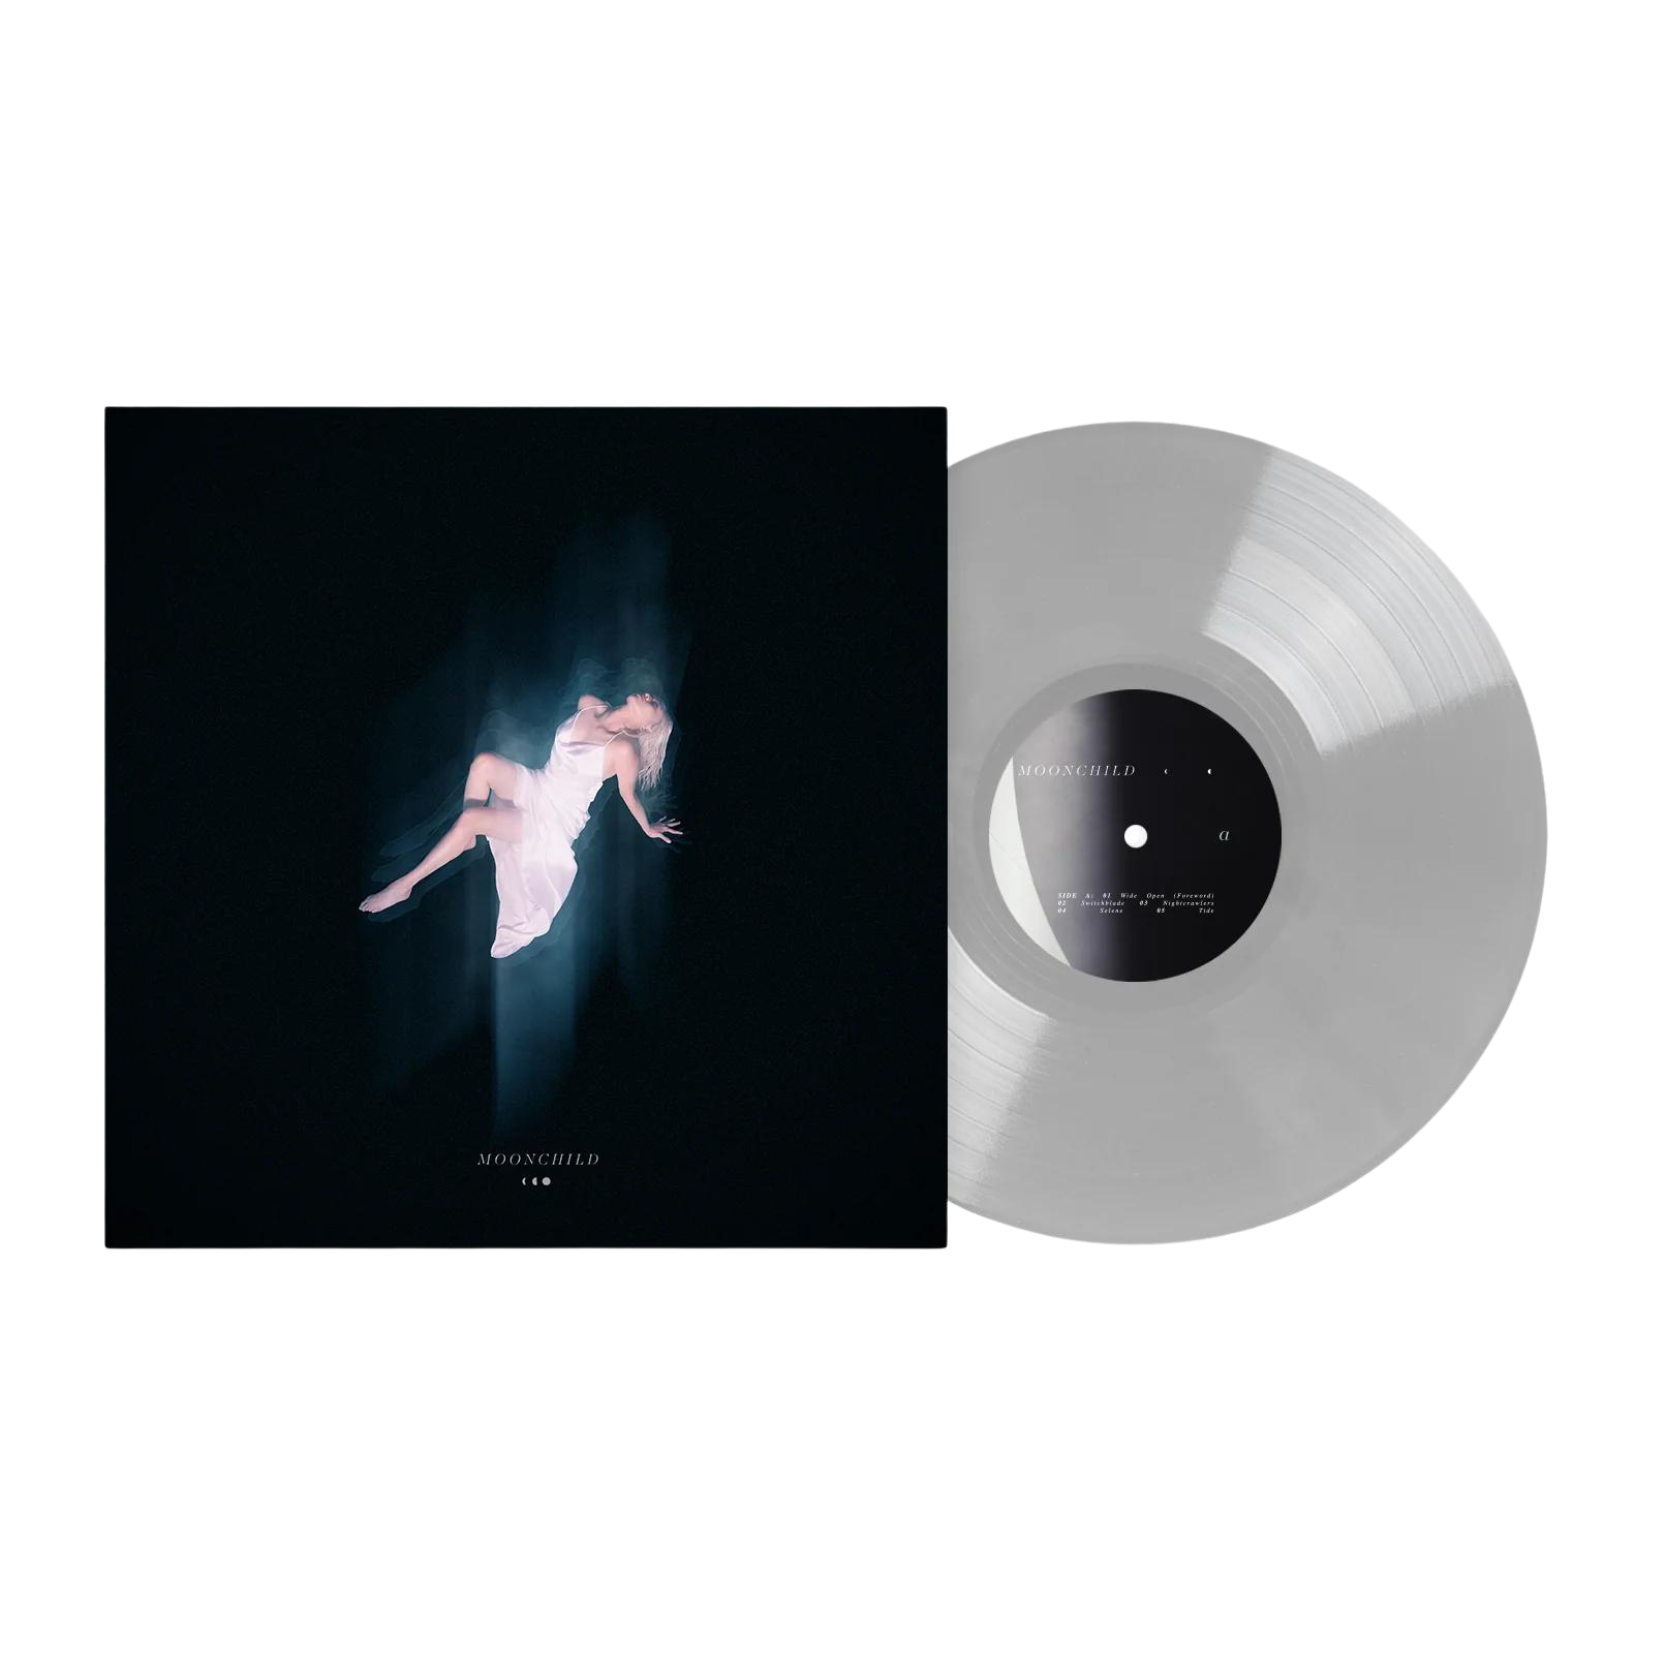 MOONCHILD
MOONCHILD
a
SIDE A: 01 Wide Open (Foreword)
02 Switchblade 03 Nightcrawlers
04 Selene 05 Tide